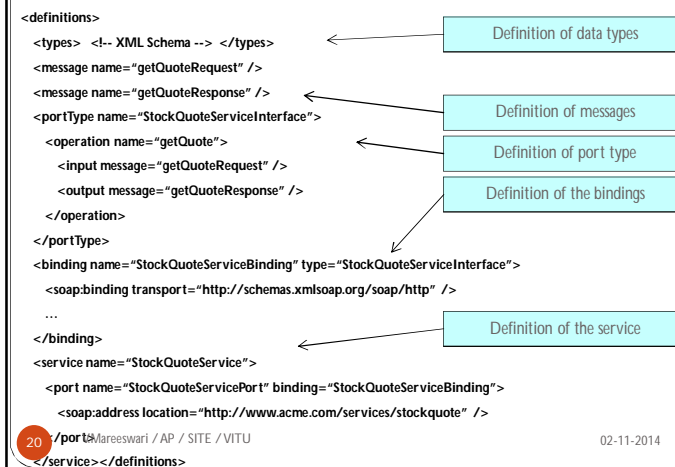 <definitions>
<types> <!-- XML Schema --> </types>
Definition of data types
<message name=“getQuoteRequest” />
<message name=“getQuoteResponse” />
Definition of messages
<portType name=“StockQuoteServiceInterface”>
<operation name=“getQuote”>
Definition of port type
<input message=“getQuoteRequest” />
<output message=“getQuoteResponse” />
Definition of the bindings
</operation>
</portType>
<binding name=“StockQuoteServiceBinding” type=“StockQuoteServiceInterface”>
<soap:binding transport=“http://schemas.xmlsoap.org/soap/http” />
…
</binding>
Definition of the service
<service name=“StockQuoteService”>
<port name=“StockQuoteServicePort” binding=“StockQuoteServiceBinding”>
<soap:address location=“http://www.acme.com/services/stockquote” />
</port>
20 Mareeswari / AP / SITE / VITU 02-11-2014
</service></definitions>